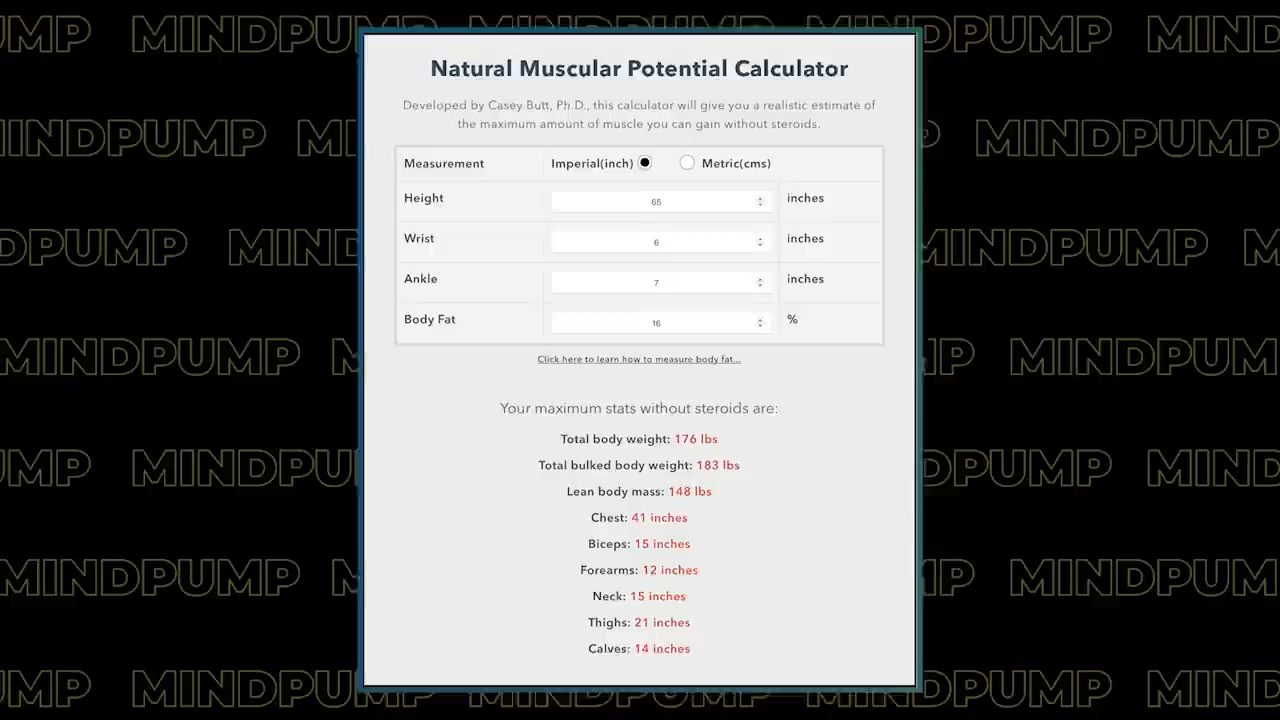 MINDPUMP
Natural Muscular Potential Calculator
Developed by Casey Butt, Ph.D., this calculator will give you a realistic estimate of
the maximum amount of muscle you can gain without steroids.
Measurement Imperial(inch) Metric(cms)
Height 65 inches
Wrist 6 inches
Ankle 7 inches
Body Fat 16 %
Click here to learn how to measure body fat...
Your maximum stats without steroids are:
Total body weight: 176 lbs
Total bulked body weight: 183 lbs
Lean body mass: 148 lbs
Chest: 41 inches
Biceps: 15 inches
Forearms: 12 inches
Neck: 15 inches
Thighs: 21 inches
Calves: 14 inches